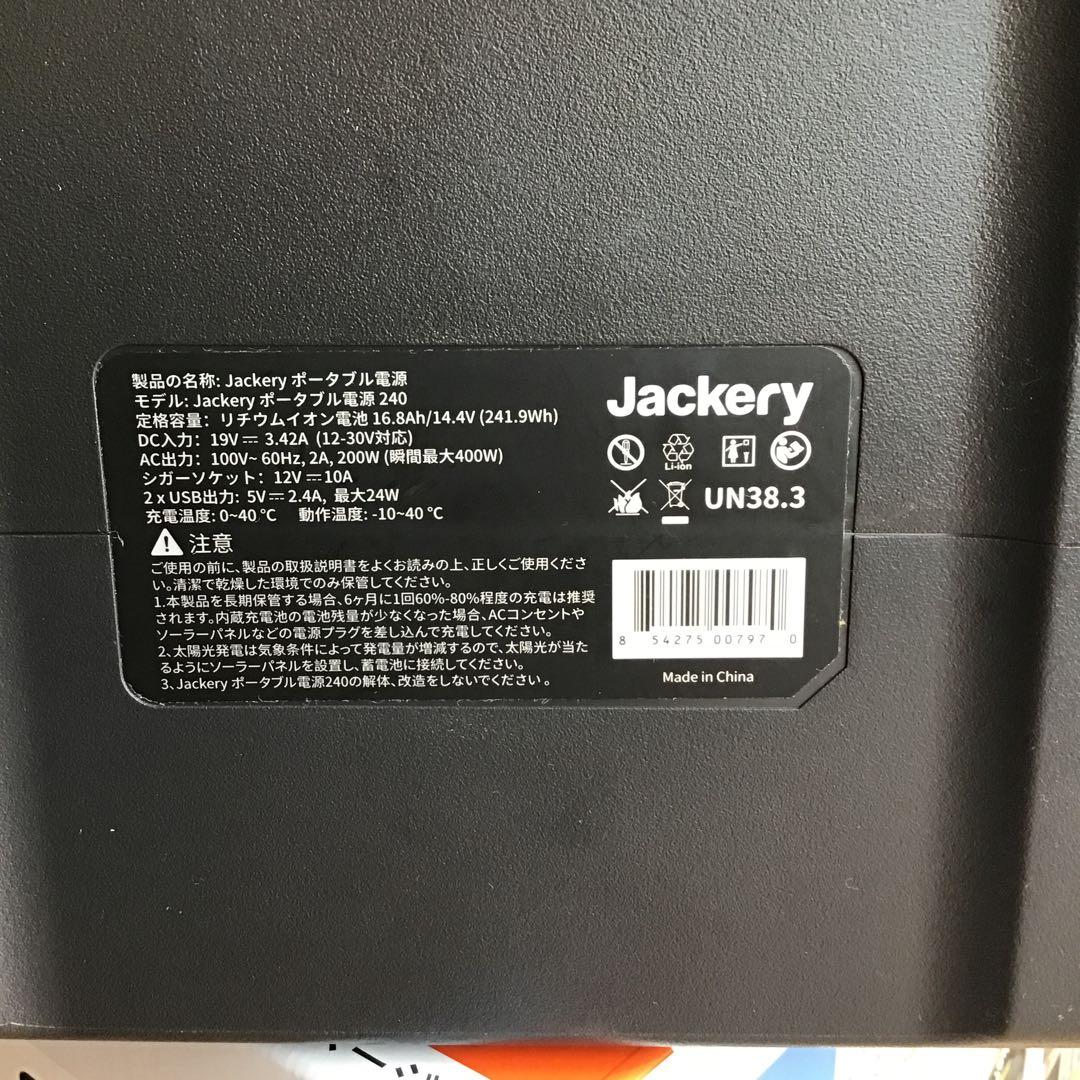 製品の名称: Jackery ポータブル電源
モデル: Jackery ポータブル電源 240
定格容量：リチウムイオン電池 16.8Ah/14.4V (241.9Wh)
DC入力：19V⎓ 3.42A (12-30V対応)
AC出力：100V~ 60Hz, 2A, 200W (瞬間最大400W)
シガーソケット：12V⎓10A
2 x USB出力: 5V⎓2.4A, 最大24W
充電温度: 0~40 ℃ 動作温度: -10~40 ℃
注意
ご使用の前に、製品の取扱説明書をよくお読みの上、正しくご使用くださ
い。清潔で乾燥した環境でのみ保管してください。
1.本製品を長期保管する場合、6ヶ月に1回60%-80%程度の充電は推奨
されます。内蔵充電池の電池残量が少なくなった場合、ACコンセントや
ソーラーパネルなどの電源プラグを差し込んで充電してください。
2、太陽光発電は気象条件によって発電量が増減するので、太陽光が当た
るようにソーラーパネルを設置し、蓄電池に接続してください。
3、Jackery ポータブル電源240の解体、改造をしないでください 。
Jackery
Li-ion
UN38.3
8 54275 00797 0
Made in China